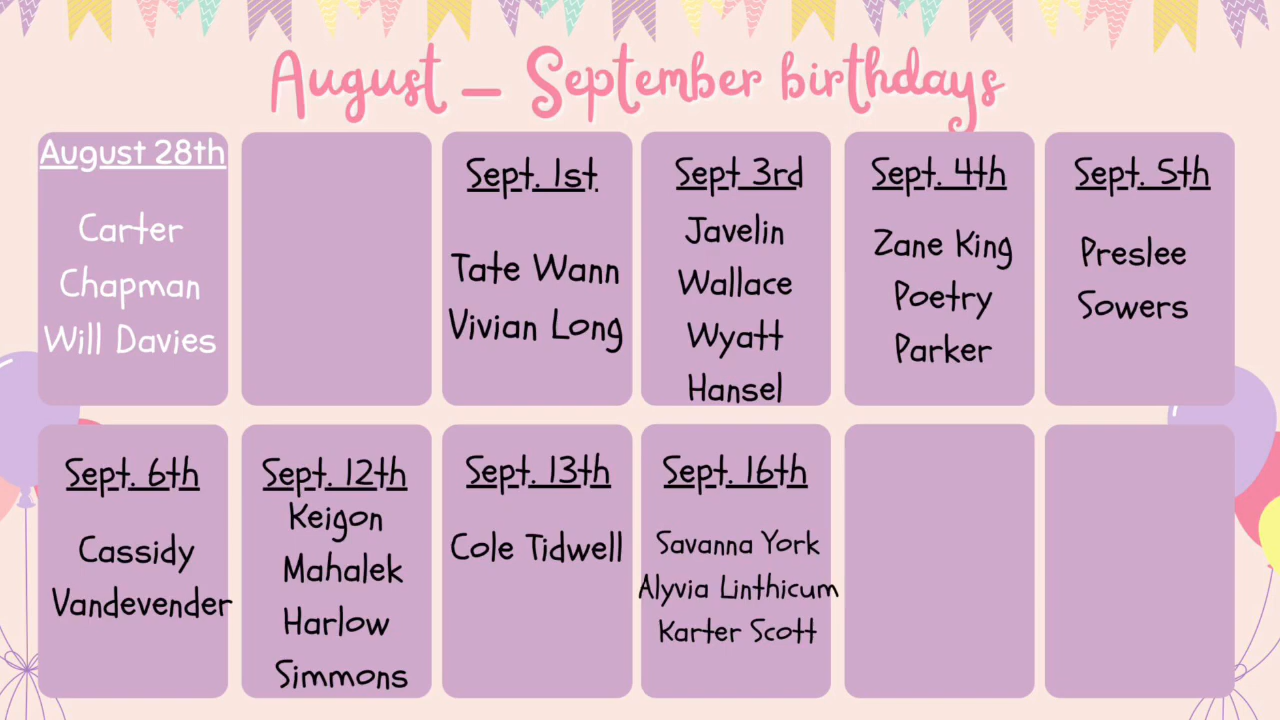 August – September birthdays
August 28th
Carter
Chapman
Will Davies
Sept. 1st
Tate Wann
Vivian Long
Sept 3rd
Javelin
Wallace
Wyatt
Hansel
Sept. 4th
Zane King
Poetry
Parker
Sept. 5th
Preslee
Sowers
Sept. 6th
Cassidy
Vandevender
Sept. 12th
Keigon
Mahalek
Harlow
Simmons
Sept. 13th
Cole Tidwell
Sept. 16th
Savanna York
Alyvia Linthicum
Karter Scott